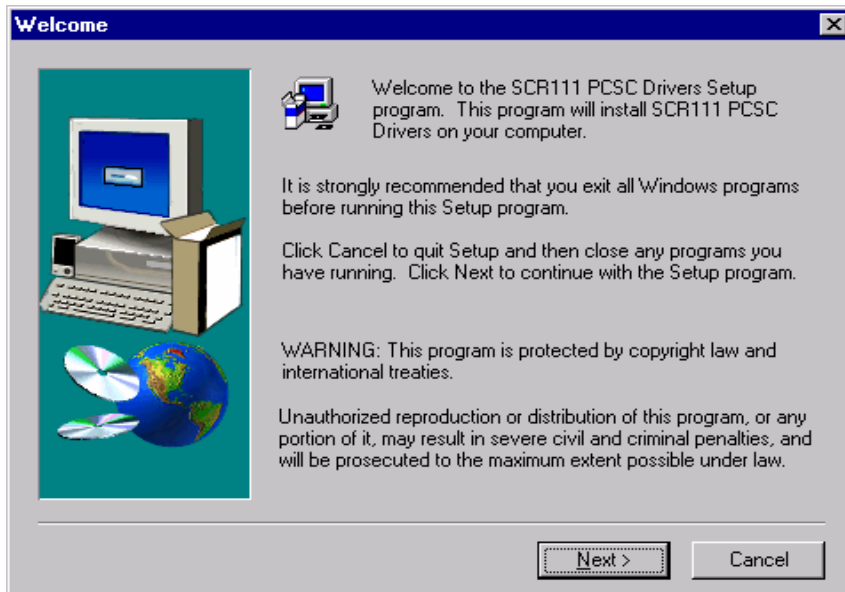 Welcome
Welcome to the SCR111 PCSC Drivers Setup
program.  This program will install SCR111 PCSC
Drivers on your computer.
It is strongly recommended that you exit all Windows programs
before running this Setup program.
Click Cancel to quit Setup and then close any programs you
have running.  Click Next to continue with the Setup program.
WARNING: This program is protected by copyright law and
international treaties.
Unauthorized reproduction or distribution of this program, or any
portion of it, may result in severe civil and criminal penalties, and
will be prosecuted to the maximum extent possible under law.
Next > Cancel